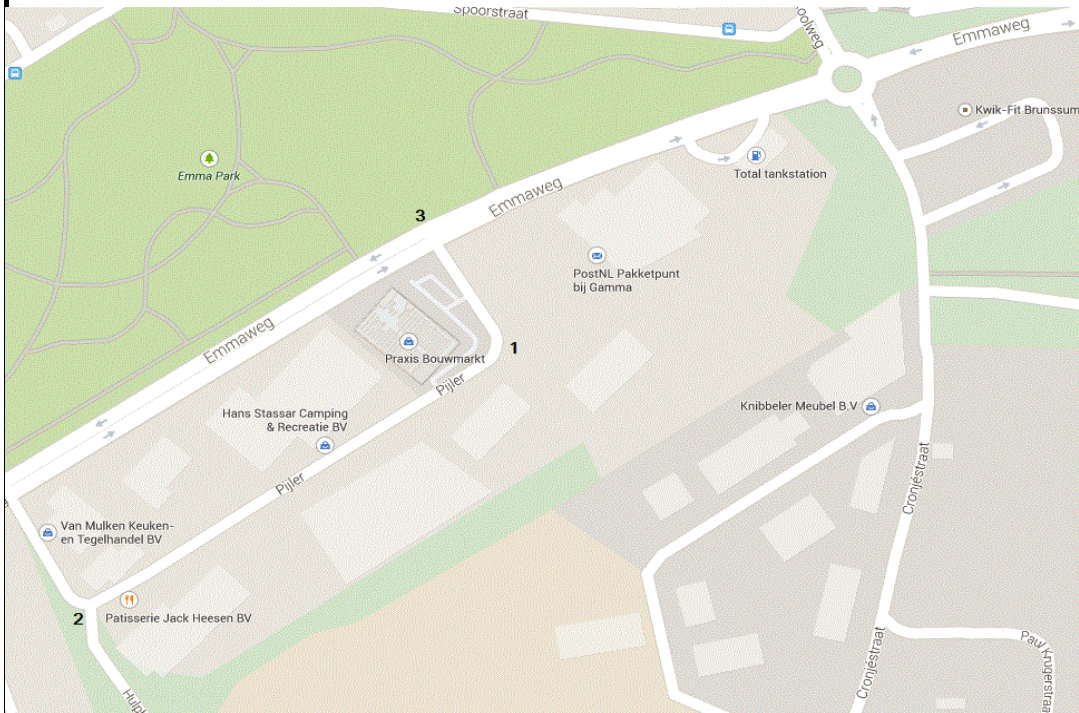 Spoorstraat
Emmaweg
Kwik-Fit Brunssum
Emma Park
Total tankstation
Emmaweg
3
PostNL Pakketpunt
bij Gamma
Emmaweg
1
Praxis Bouwmarkt
Pijler
Knibbeler Meubel B.V
Hans Stassar Camping
& Recreatie BV
Cronjéstraat
Pijler
Van Mulken Keuken-
en Tegelhandel BV
2
Patisserie Jack Heesen BV
Cronjéstraat